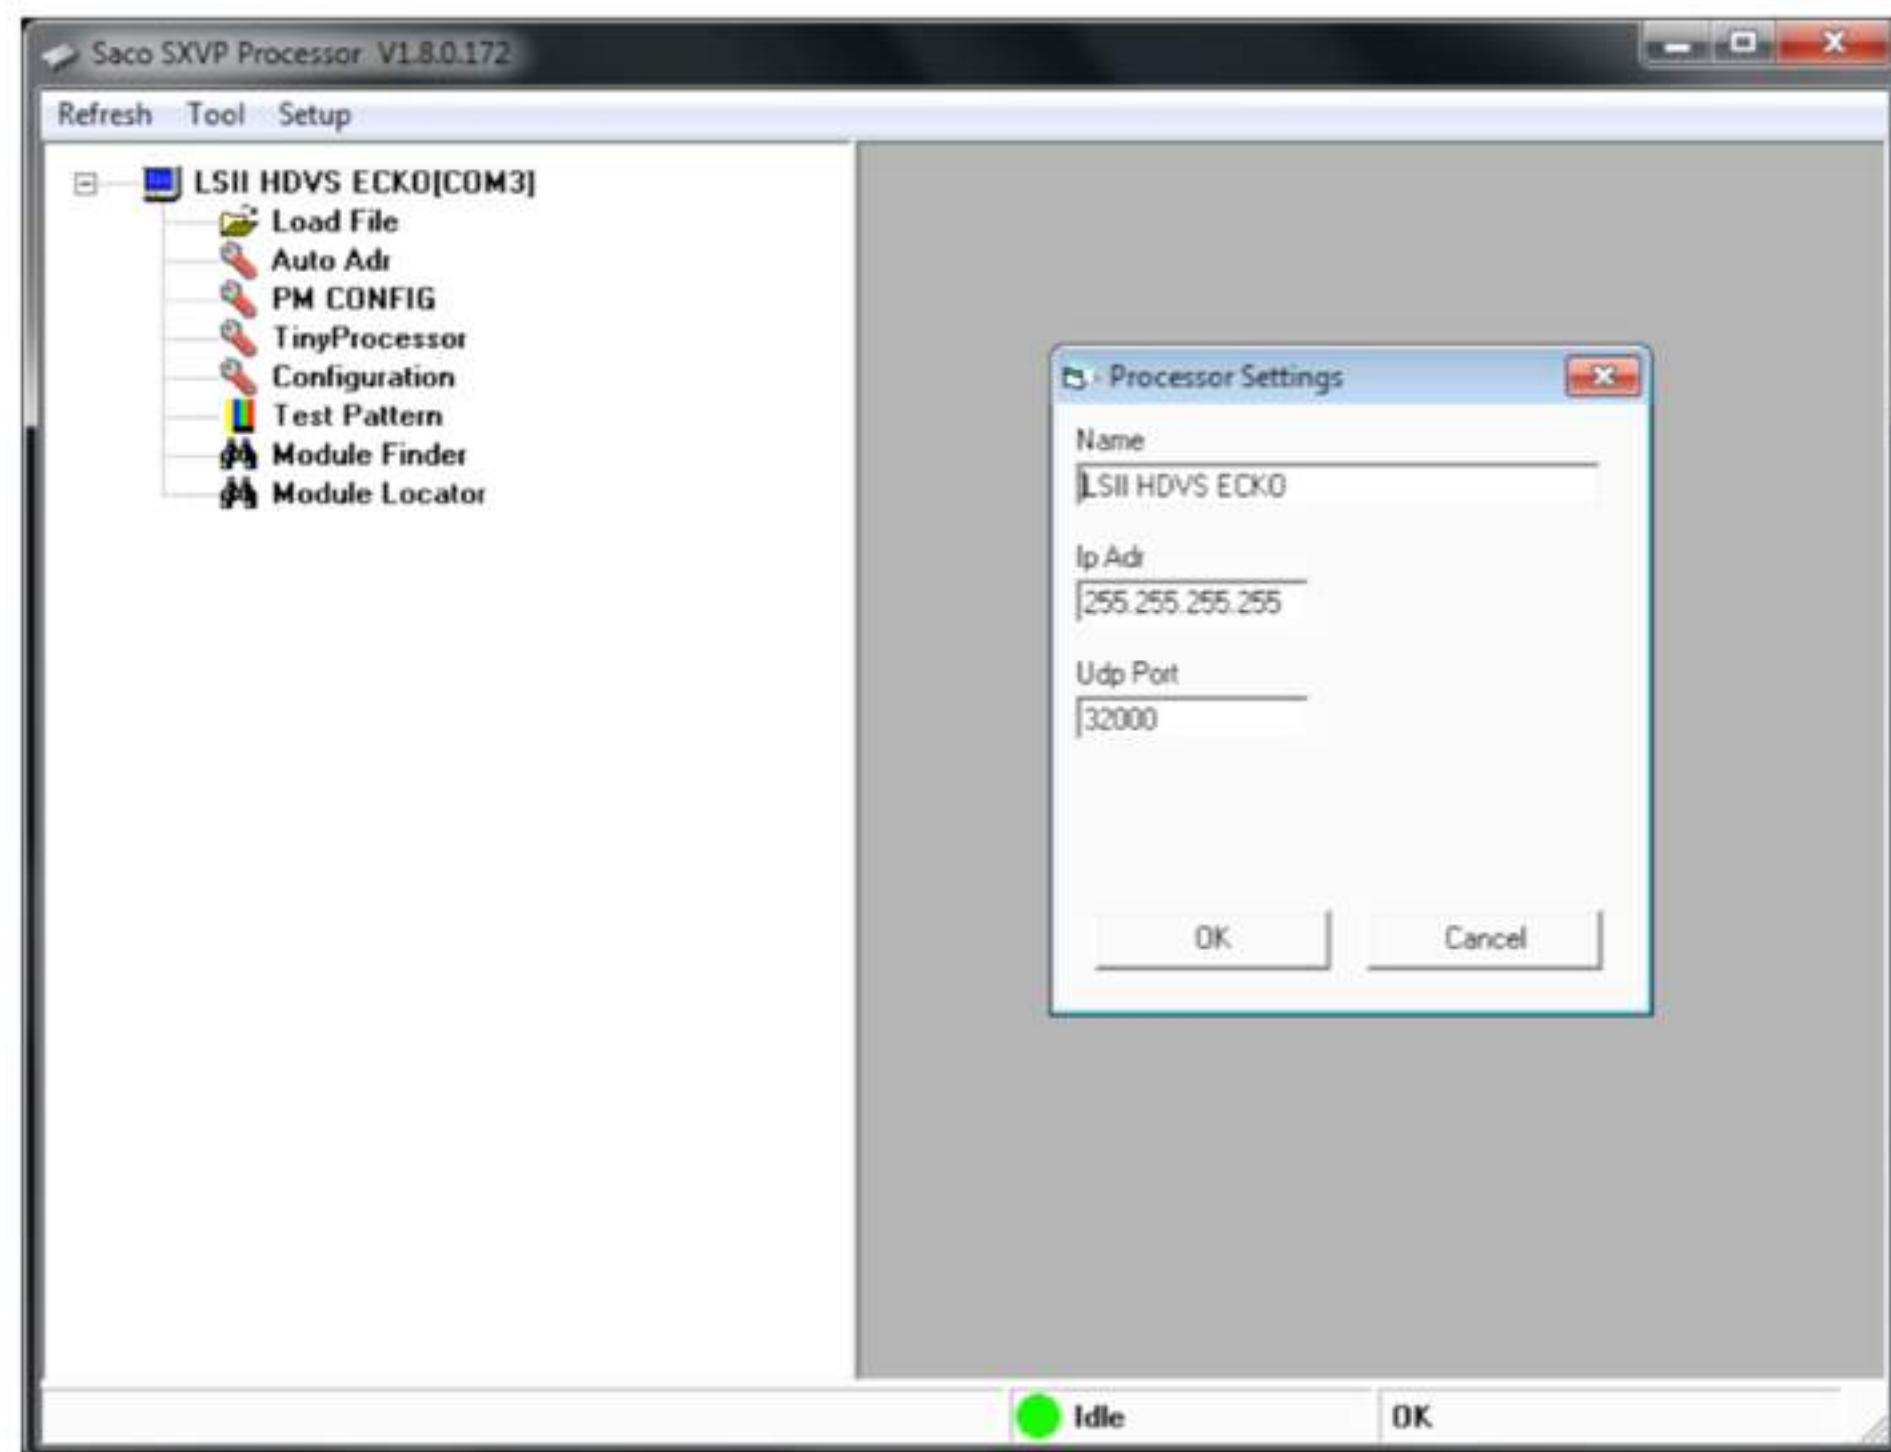 Saco SXVP Processor V1.8.0.172
Refresh Tool Setup
LSII HDVS ECKO[COM3]
Load File
Auto Adr
PM CONFIG
TinyProcessor
Configuration
Test Pattern
Module Finder
Module Locator
Processor Settings
Name
LSII HDVS ECKO
Ip Adr
255.255.255.255
Udp Port
32000
OK Cancel
Idle OK